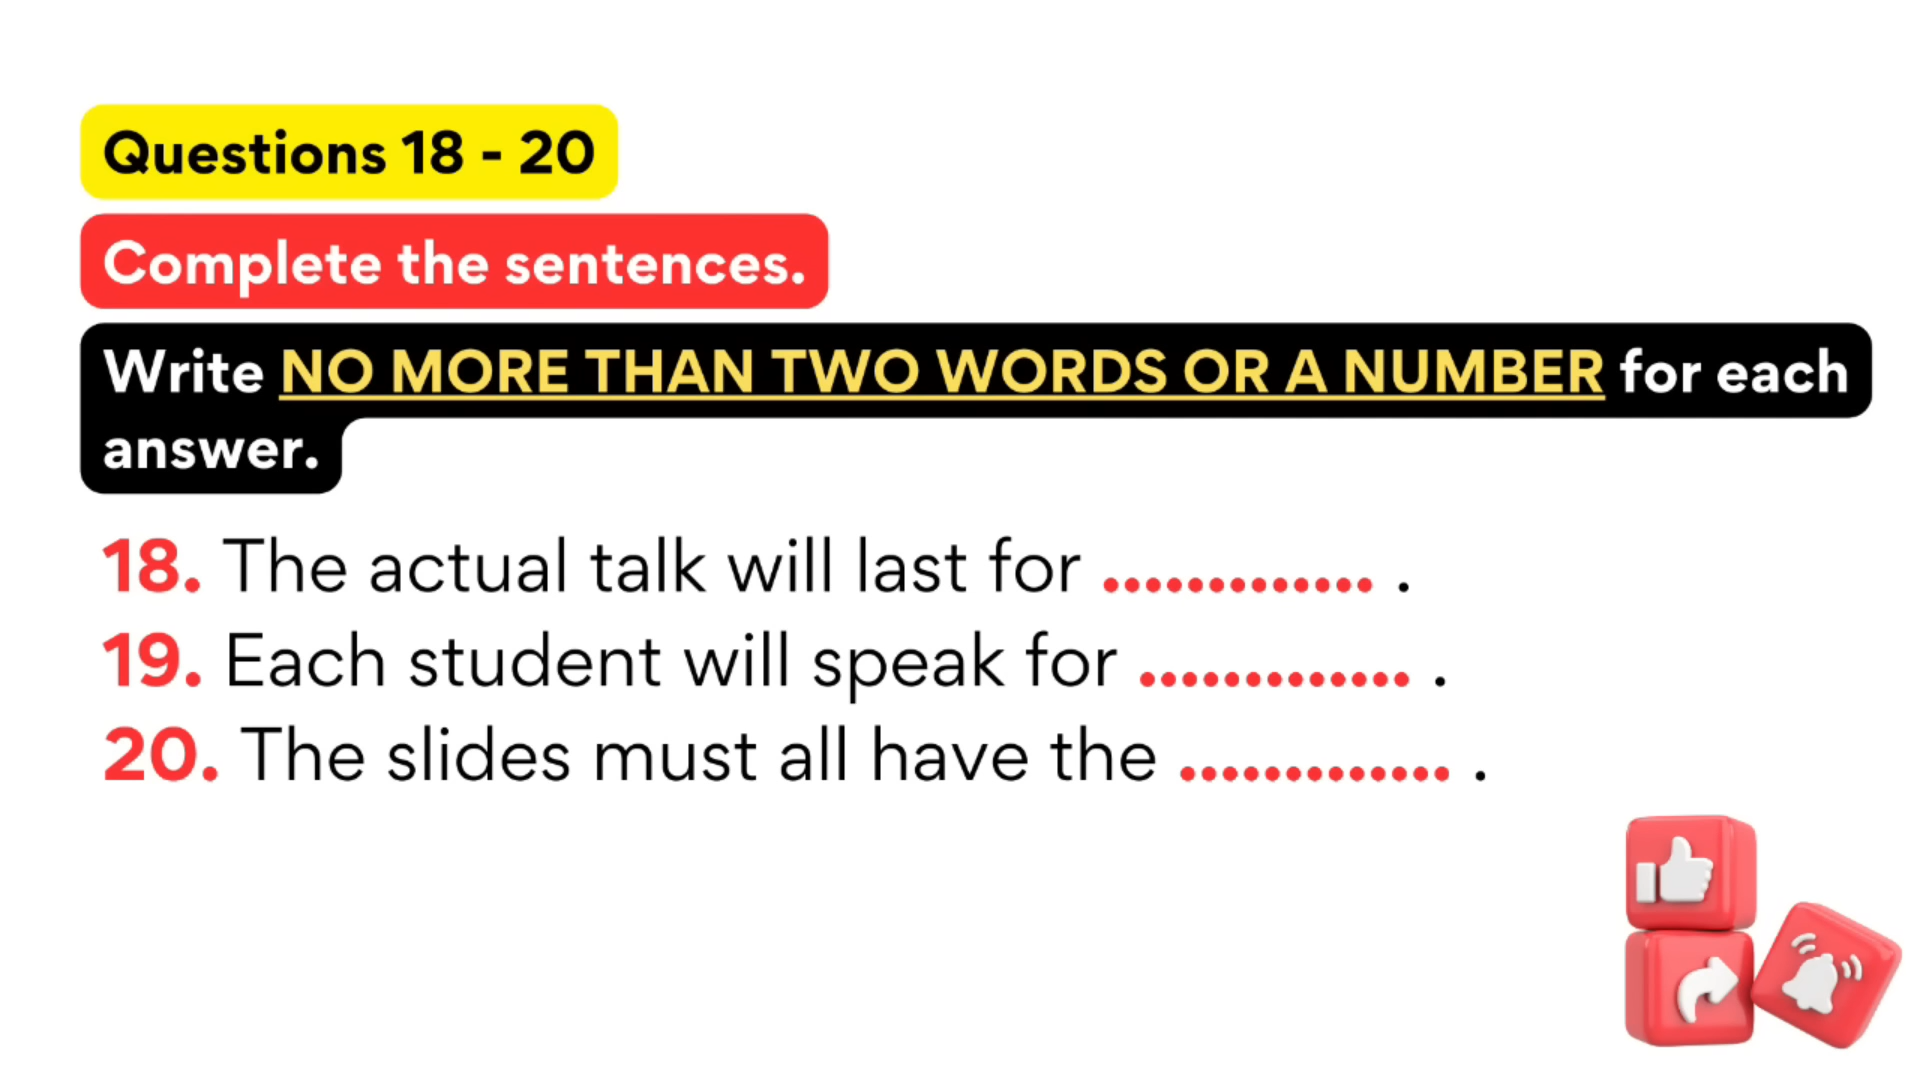 Questions 18 - 20
Complete the sentences.
Write NO MORE THAN TWO WORDS OR A NUMBER for each
answer.
18. The actual talk will last for ............. .
19. Each student will speak for ............. .
20. The slides must all have the ............. .